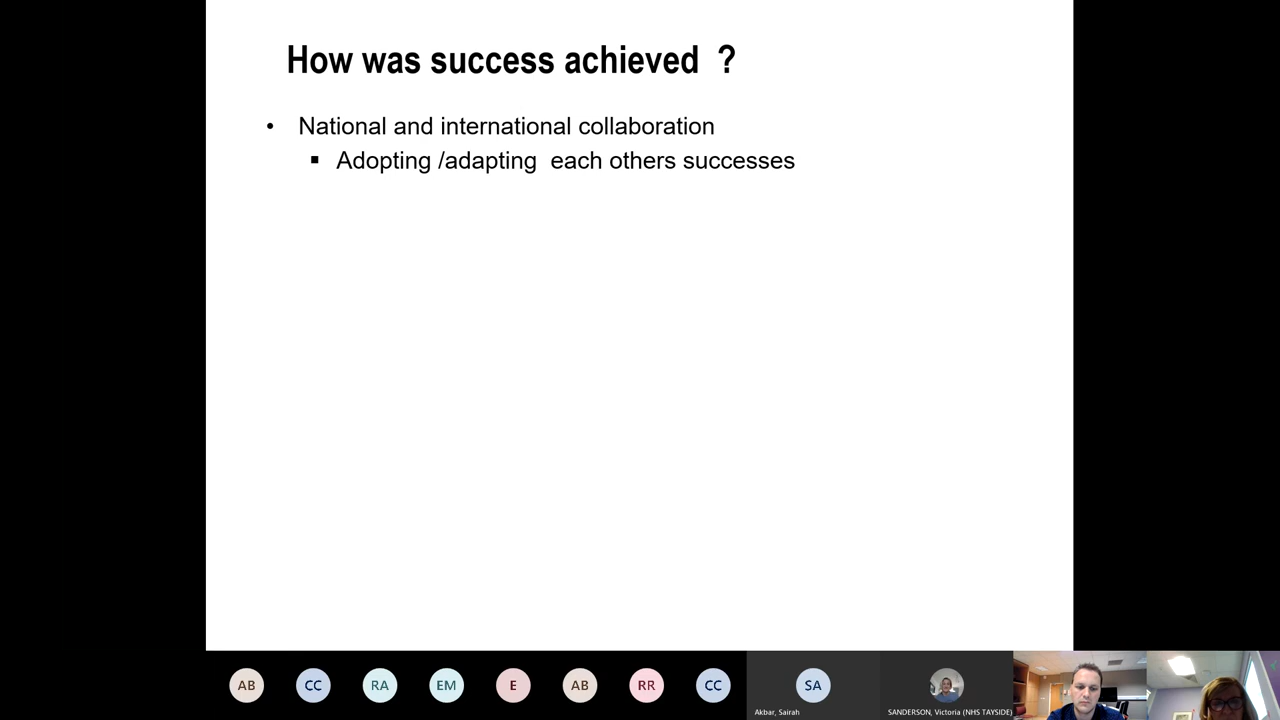 How was success achieved ?
• National and international collaboration
▪ Adopting /adapting each others successes
AB CC RA EM E AB RR CC SA
Akbar, Sairah
SANDERSON, Victoria (NHS TAYSIDE)